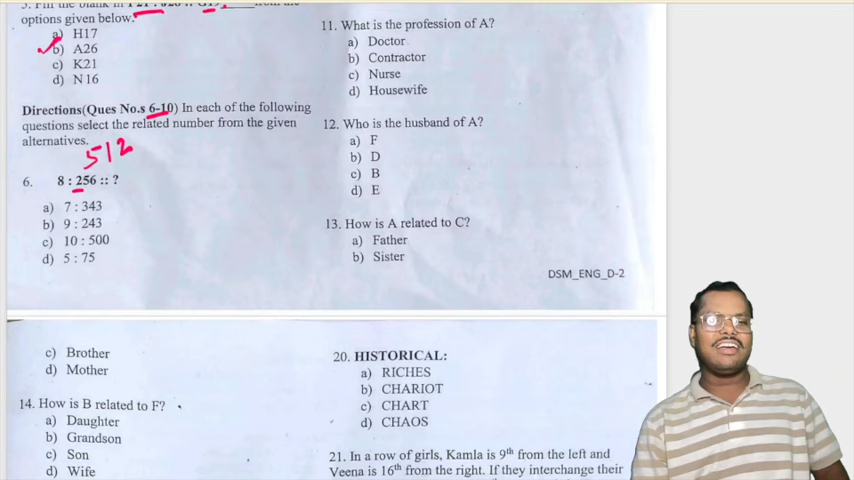 options given below.
a) H17
b) A26
c) K21
d) N16
Directions(Ques No.s 6-10) In each of the following
questions select the related number from the given
alternatives.
512
6. 8 : 256 :: ?
a) 7 : 343
b) 9 : 243
c) 10 : 500
d) 5 : 75
11. What is the profession of A?
a) Doctor
b) Contractor
c) Nurse
d) Housewife
12. Who is the husband of A?
a) F
b) D
c) B
d) E
13. How is A related to C?
a) Father
b) Sister
DSM_ENG_D-2
c) Brother
d) Mother
14. How is B related to F?
a) Daughter
b) Grandson
c) Son
d) Wife
20. HISTORICAL:
a) RICHES
b) CHARIOT
c) CHART
d) CHAOS
21. In a row of girls, Kamla is 9th from the left and
Veena is 16th from the right. If they interchange their